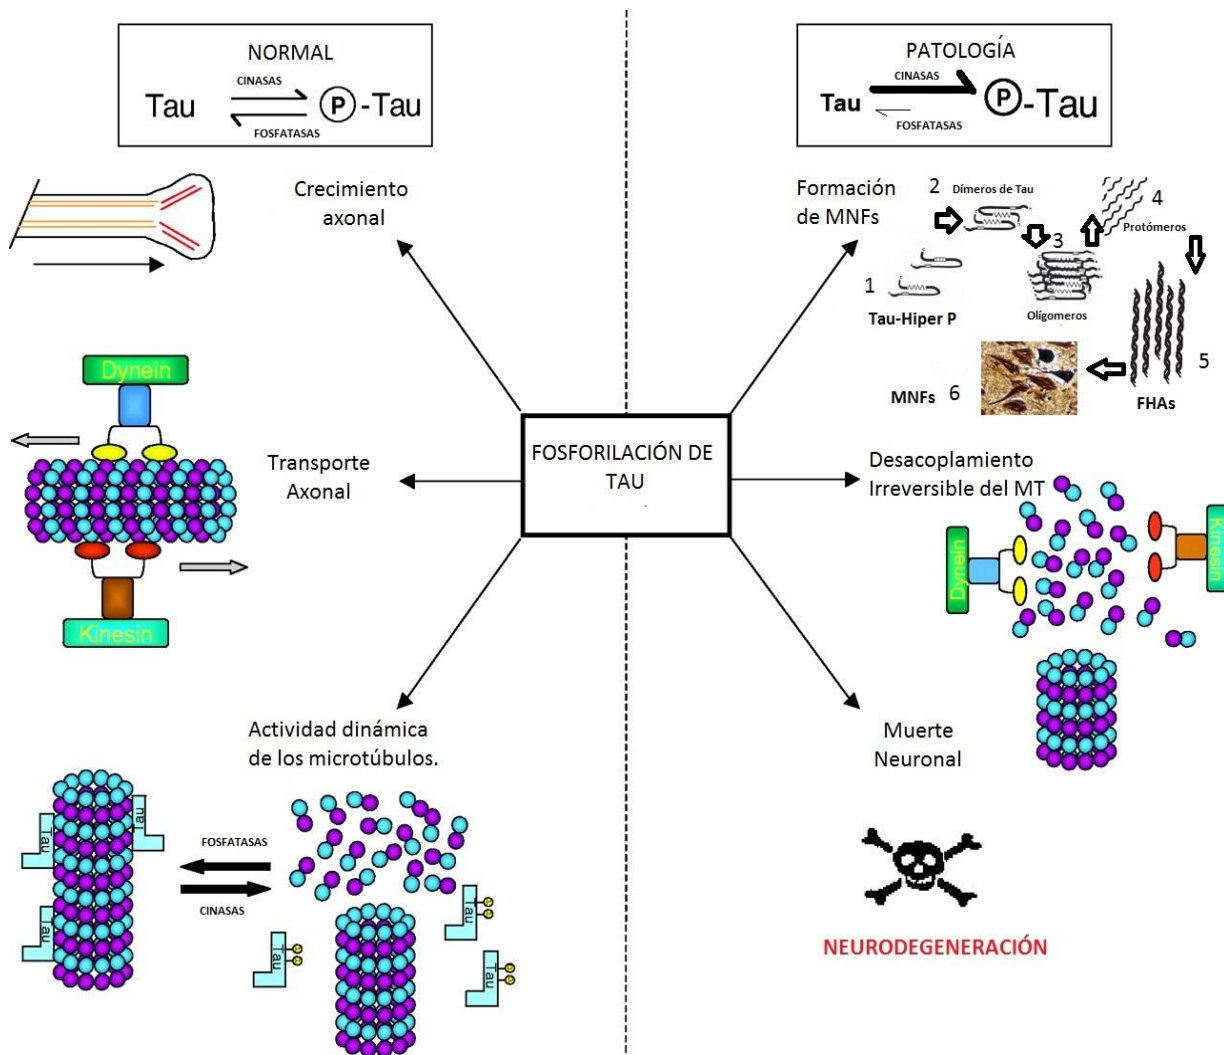 NORMAL
CINASAS
Tau
P
-Tau
FOSFATASAS
Crecimiento
axonal
Dynein
Transporte
Axonal
Kinesin
Actividad dinámica
de los microtúbulos.
Tau
Tau
Tau
FOSFATASAS
CINASAS
Tau
Tau
Tau
FOSFORILACIÓN DE
TAU
PATOLOGÍA
CINASAS
Tau
P
-Tau
FOSFATASAS
Formación
de MNFs
2
Dímeros de Tau
4
Protómeros
3
1
Olígomeros
Tau-Hiper P
5
MNFs
6
FHAs
Desacoplamiento
Irreversible del MT
Dynein
Kinesin
Muerte
Neuronal
NEURODEGENERACIÓN